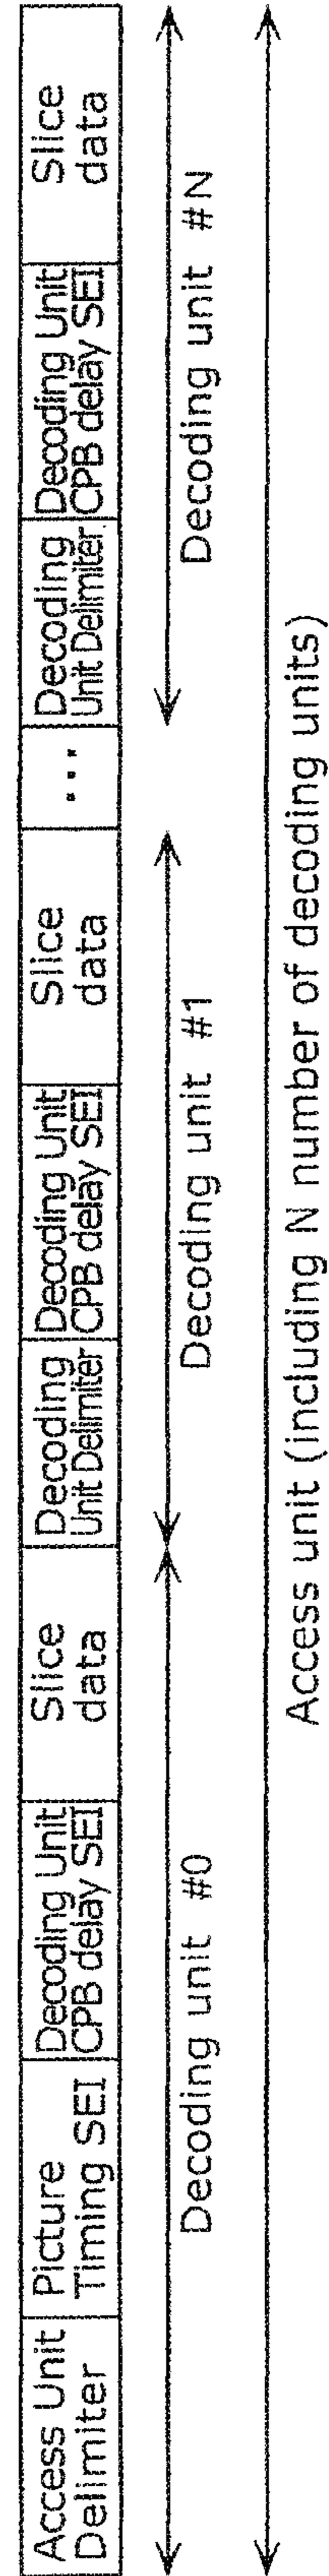 Access Unit
Delimiter
Picture
Timing SEI
Decoding Unit
CPB delay SEI
Slice
data
Decoding
Unit Delimiter
Decoding Unit
CPB delay SEI
Slice
data
...
Decoding
Unit Delimiter
Decoding Unit
CPB delay SEI
Slice
data
Decoding unit #0
Decoding unit #1
Decoding unit #N
Access unit (including N number of decoding units)